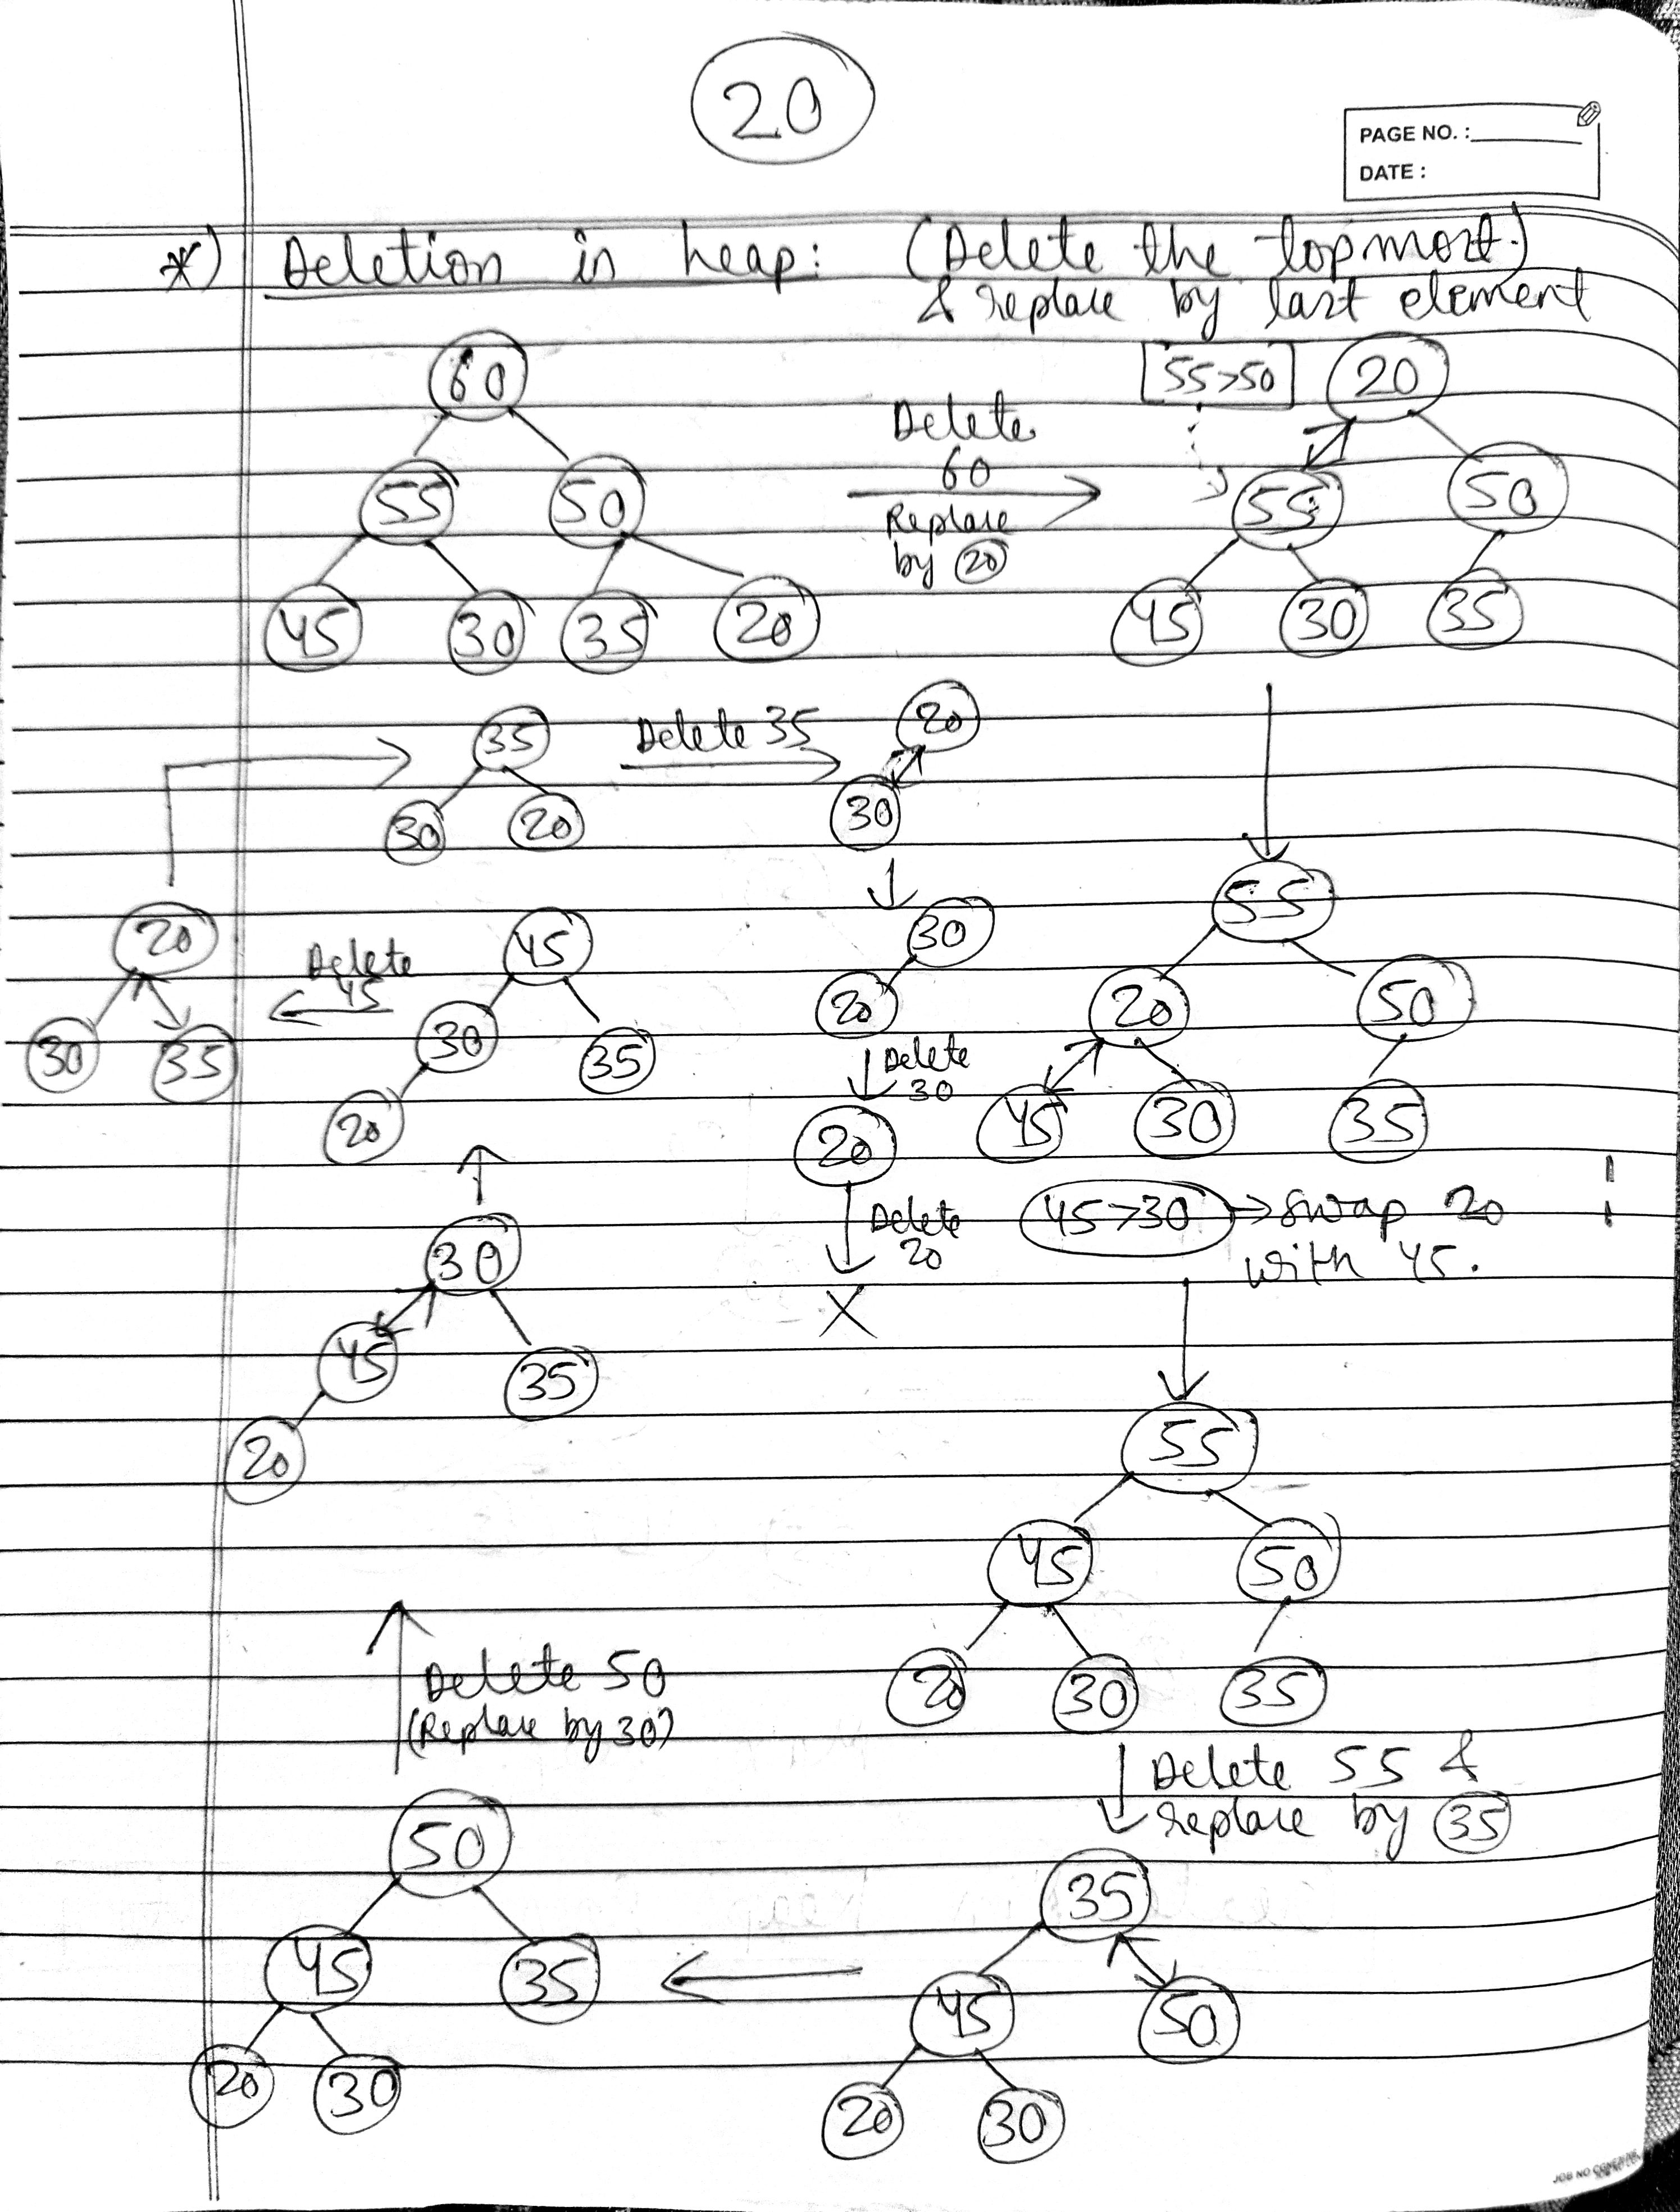 20
PAGE NO. :
DATE :
*) Deletion in heap: (Delete the topmost)
& replace by last element
60
55 50
45 30 35 20
Delete
60
Replace
by 20
55>50 20
55 50
45 30 35
55
20 50
45 30 35
45>30 → swap 20
with 45.
55
45 50
20 30 35
Delete 55 &
replace by 35
35
45 50
20 30
50
45 35
20 30
Delete 50
(Replace by 30)
30
45 35
20
45
30 35
20
Delete
45
20
30 35
35
30 20
Delete 35
20
30
30
20
Delete
30
20
Delete
20
X